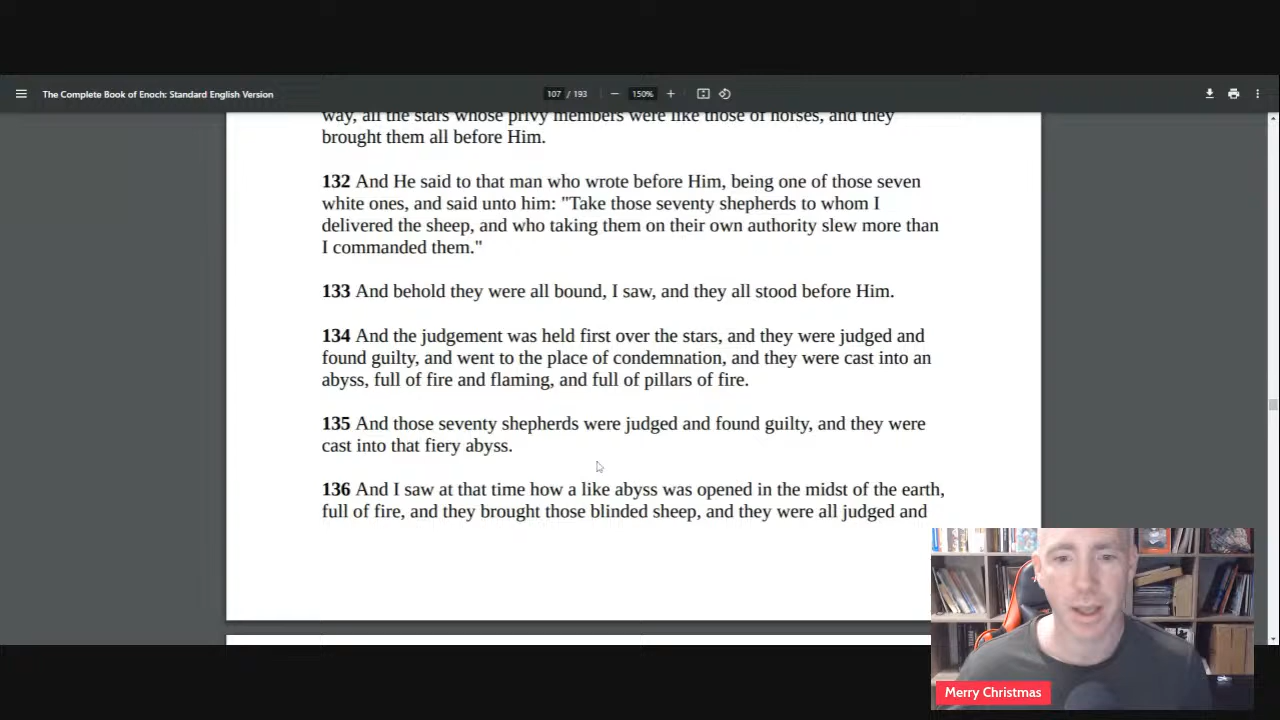 The Complete Book of Enoch: Standard English Version
107 / 193
150%
way, all the stars whose privy members were like those of horses, and they
brought them all before Him.
132 And He said to that man who wrote before Him, being one of those seven
white ones, and said unto him: "Take those seventy shepherds to whom I
delivered the sheep, and who taking them on their own authority slew more than
I commanded them."
133 And behold they were all bound, I saw, and they all stood before Him.
134 And the judgement was held first over the stars, and they were judged and
found guilty, and went to the place of condemnation, and they were cast into an
abyss, full of fire and flaming, and full of pillars of fire.
135 And those seventy shepherds were judged and found guilty, and they were
cast into that fiery abyss.
136 And I saw at that time how a like abyss was opened in the midst of the earth,
full of fire, and they brought those blinded sheep, and they were all judged and
Merry Christmas